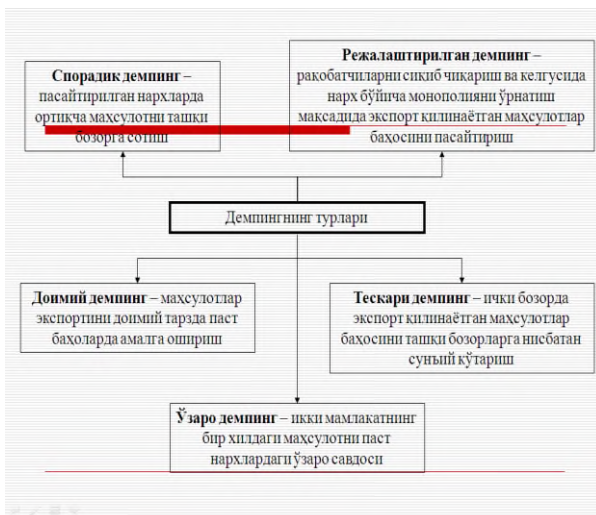 Спорадик демпинг –
пасайтирилган нархларда
ортиқча маҳсулотни ташқи
бозорга сотиш
Режалаштирилган демпинг –
рақобатчиларни сиқиб чиқариш ва келгусида
нарх бўйича монополияни ўрнатиш
мақсадида экспорт қилинаётган маҳсулотлар
баҳосини пасайтириш
Демпингнинг турлари
Доимий демпинг – маҳсулотлар
экспортини доимий тарзда паст
баҳоларда амалга ошириш
Тескари демпинг – ички бозорда
экспорт қилинаётган маҳсулотлар
баҳосини ташқи бозорларга нисбатан
сунъий кўтариш
Ўзаро демпинг – икки мамлакатнинг
бир хилдаги маҳсулотни паст
нархлардаги ўзаро савдоси